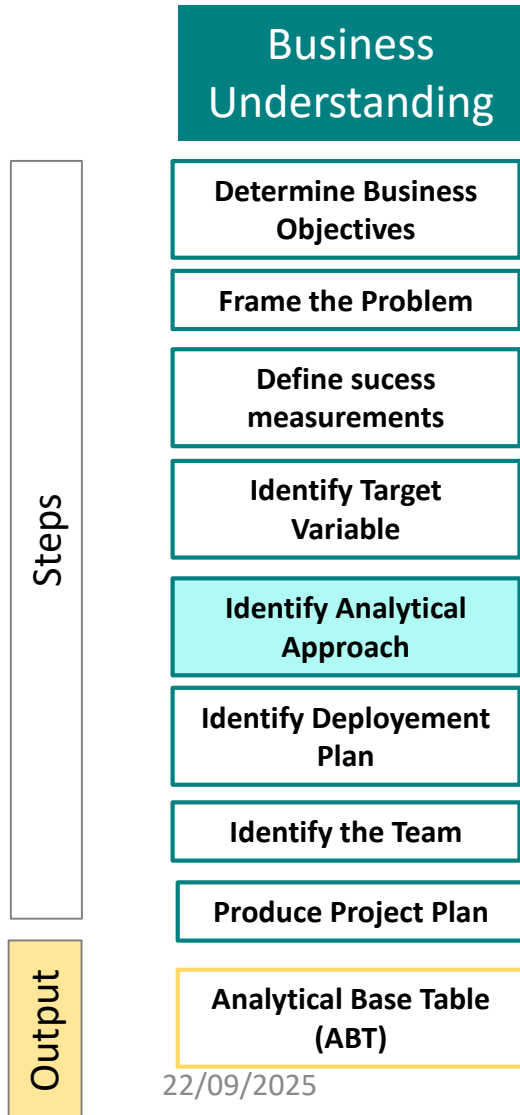 Business
Understanding
Steps
Determine Business
Objectives
Frame the Problem
Define sucess
measurements
Identify Target
Variable
Identify Analytical
Approach
Identify Deployement
Plan
Identify the Team
Produce Project Plan
Output
Analytical Base Table
(ABT)
22/09/2025